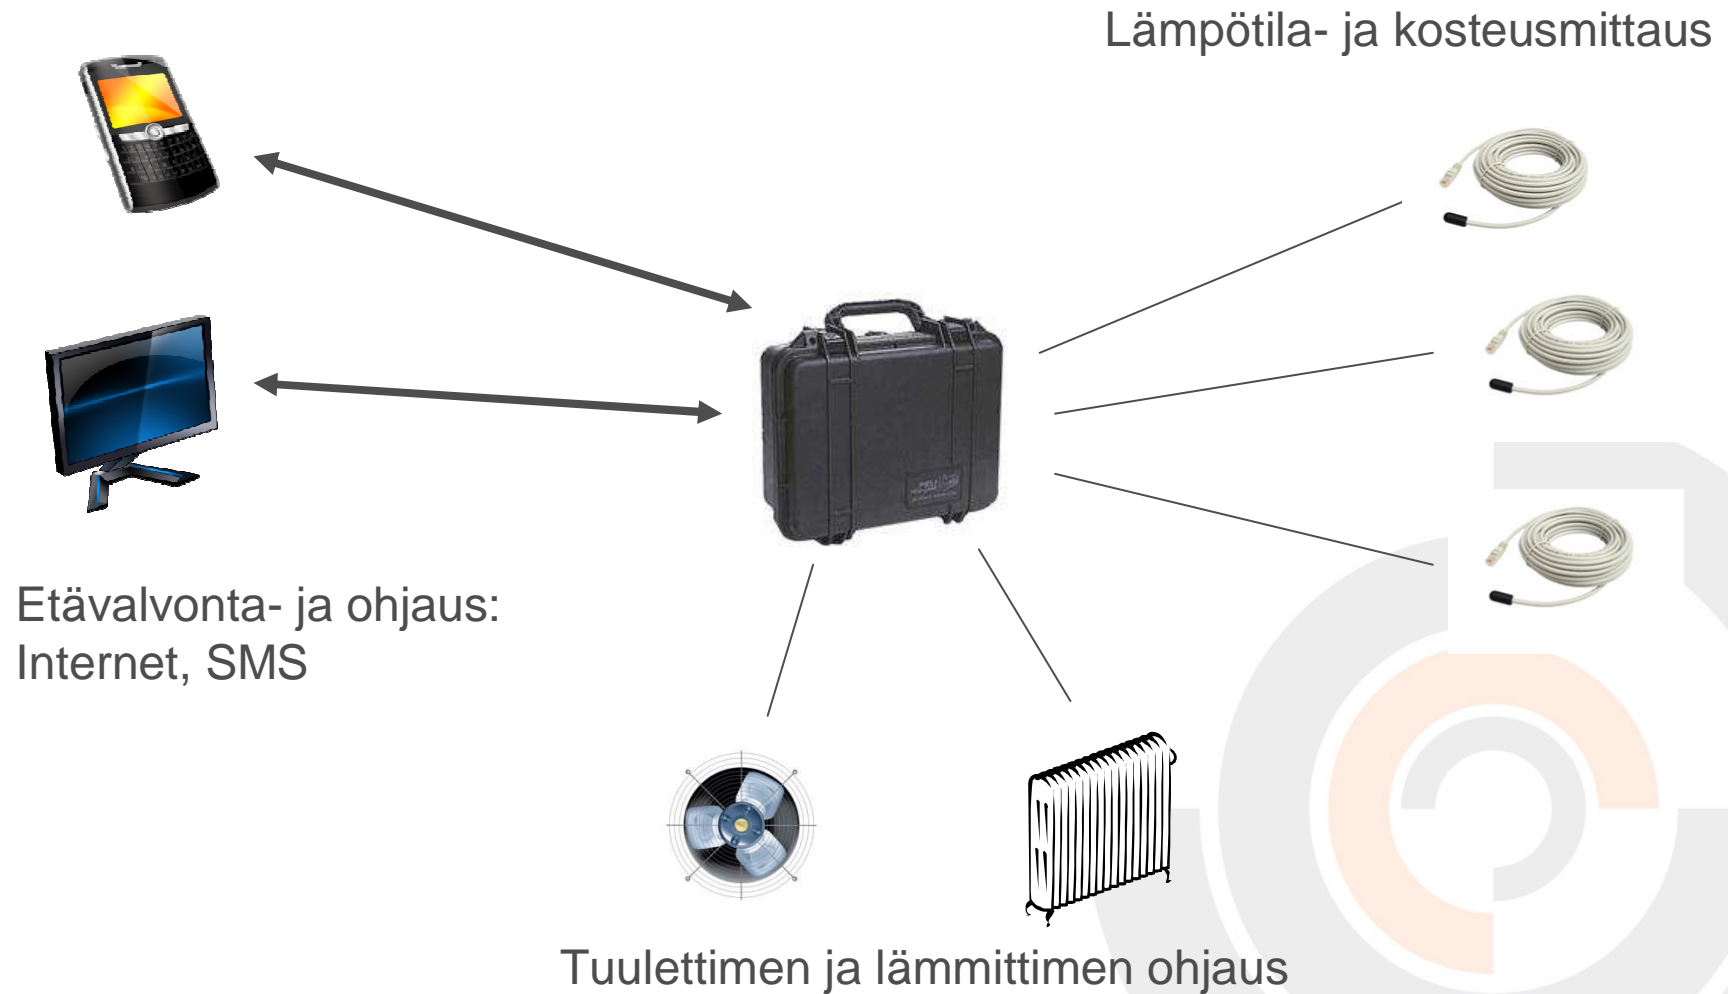 Lämpötila- ja kosteusmittaus
Etävalvonta- ja ohjaus:
Internet, SMS
Tuulettimen ja lämmittimen ohjaus